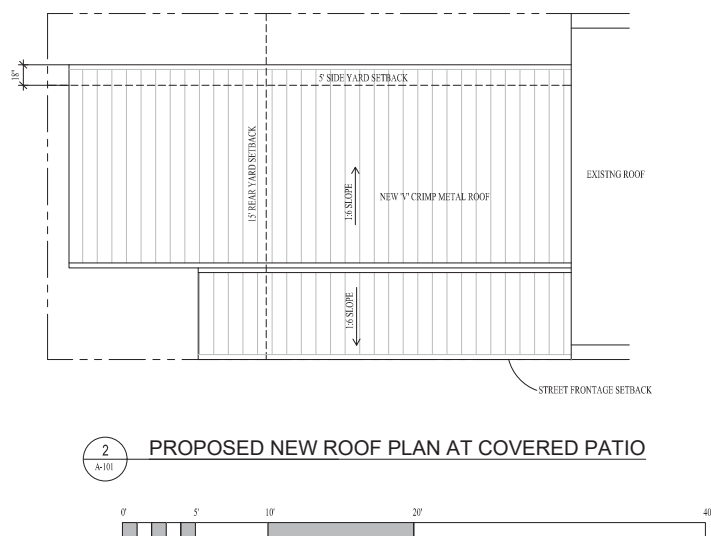 18"
5' SIDE YARD SETBACK
15' REAR YARD SETBACK
1:6 SLOPE
NEW 'V' CRIMP METAL ROOF
EXISTNG ROOF
1:6 SLOPE
STREET FRONTAGE SETBACK
2
A-101
PROPOSED NEW ROOF PLAN AT COVERED PATIO
0' 5' 10' 20' 40